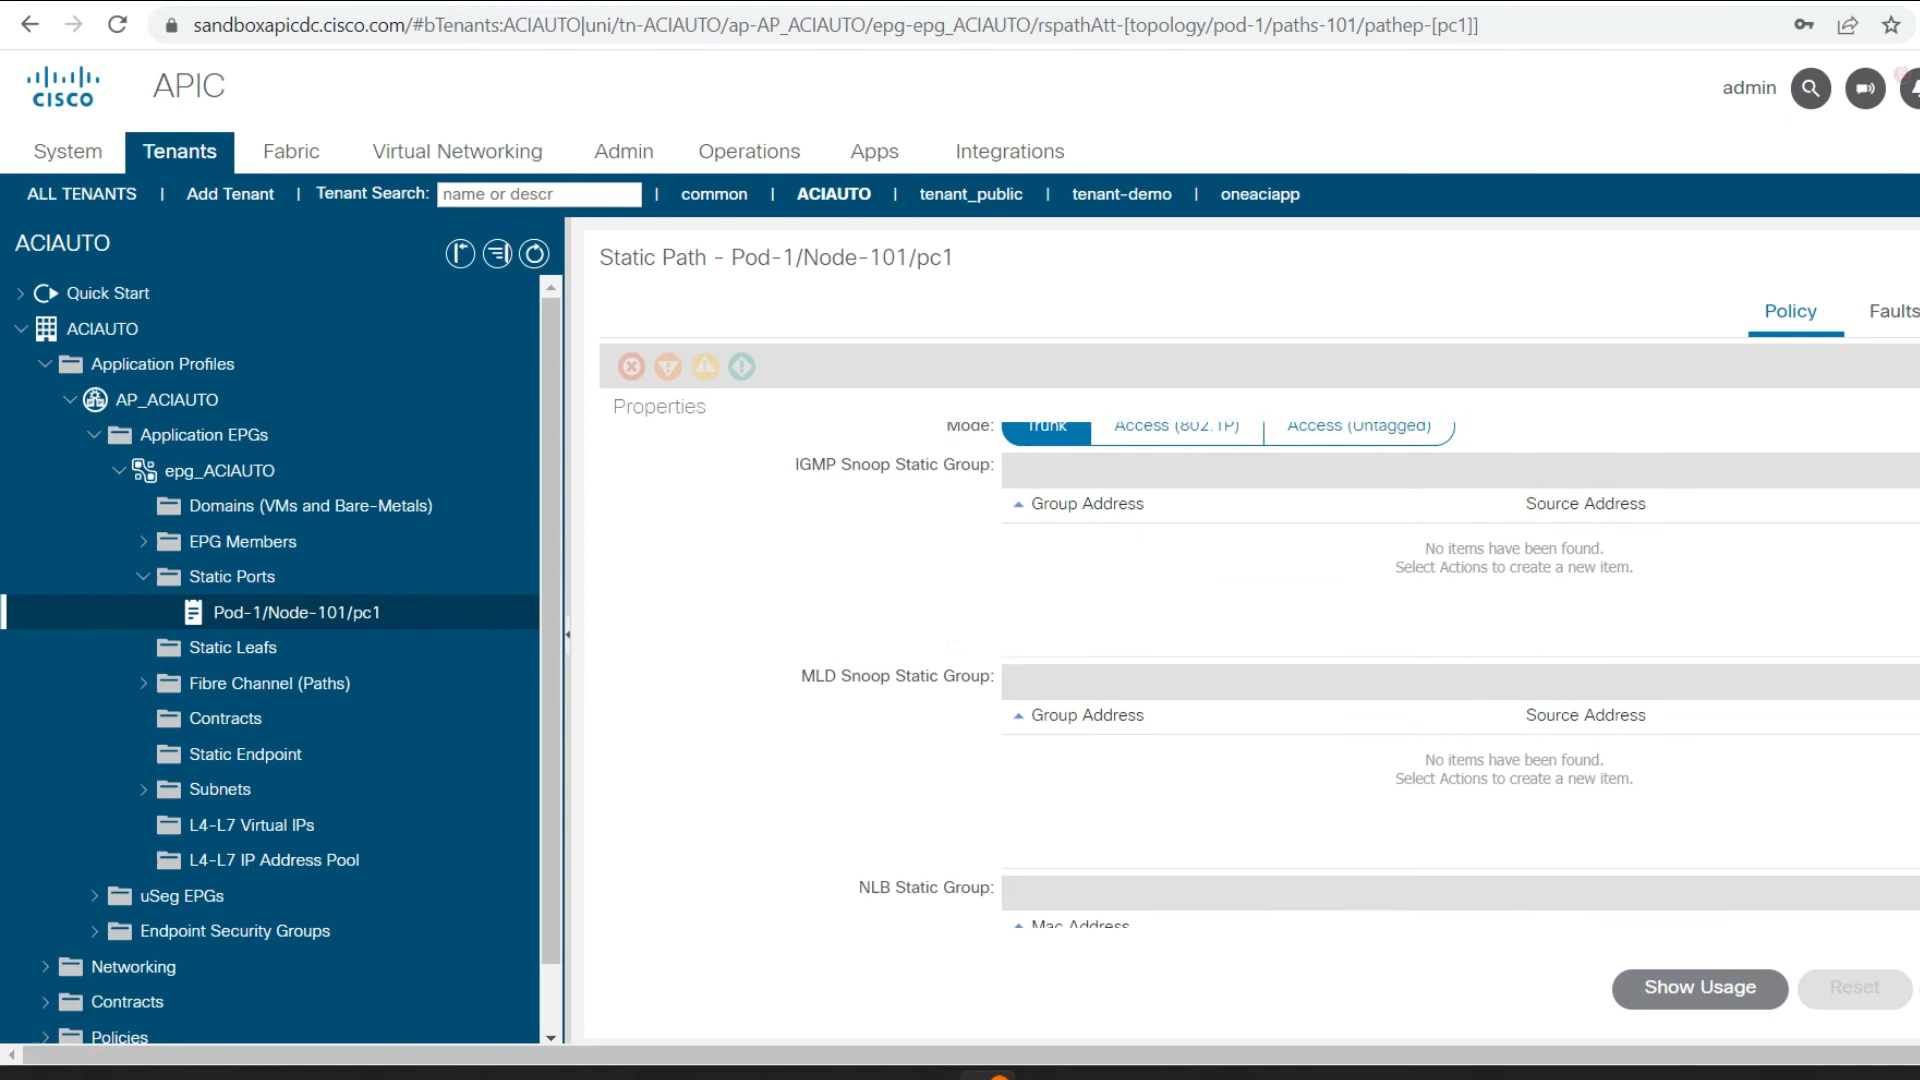 sandboxapicdc.cisco.com/#bTenants:ACIAUTO|uni/tn-ACIAUTO/ap-AP_ACIAUTO/epg-epg_ACIAUTO/rspathAtt-[topology/pod-1/paths-101/pathep-[pc1]]
CISCO
APIC
admin
System Tenants Fabric Virtual Networking Admin Operations Apps Integrations
ALL TENANTS | Add Tenant | Tenant Search: name or descr | common | ACIAUTO | tenant_public | tenant-demo | oneaciapp
ACIAUTO
Quick Start
ACIAUTO
Application Profiles
AP_ACIAUTO
Application EPGs
epg_ACIAUTO
Domains (VMs and Bare-Metals)
EPG Members
Static Ports
Pod-1/Node-101/pc1
Static Leafs
Fibre Channel (Paths)
Contracts
Static Endpoint
Subnets
L4-L7 Virtual IPs
L4-L7 IP Address Pool
uSeg EPGs
Endpoint Security Groups
Networking
Contracts
Policies
Static Path - Pod-1/Node-101/pc1
Policy Faults
Properties
Mode: Trunk Access (802.1P) Access (Untagged)
IGMP Snoop Static Group:
Group Address Source Address
No items have been found.
Select Actions to create a new item.
MLD Snoop Static Group:
Group Address Source Address
No items have been found.
Select Actions to create a new item.
NLB Static Group:
Mac Address
Show Usage Reset